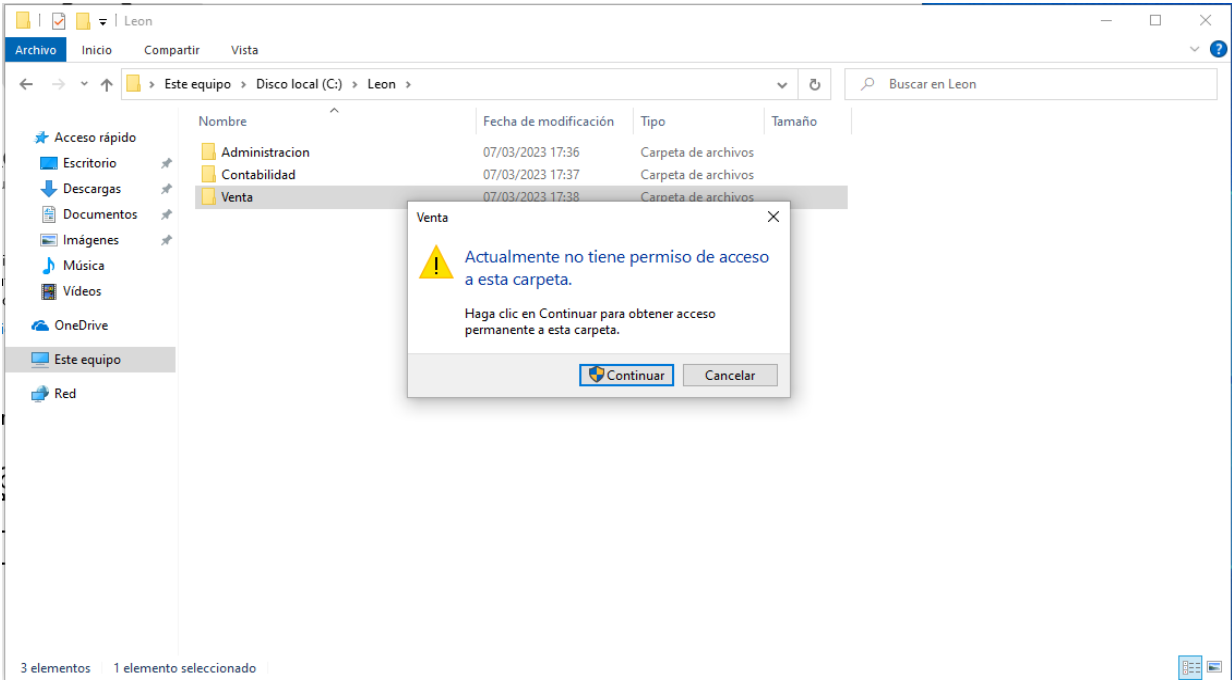 Leon
Archivo Inicio Compartir Vista
Este equipo > Disco local (C:) > Leon >
Buscar en Leon
Nombre Fecha de modificación Tipo Tamaño
Acceso rápido
Escritorio
Descargas
Documentos
Imágenes
Música
Vídeos
OneDrive
Este equipo
Red
Administracion 07/03/2023 17:36 Carpeta de archivos
Contabilidad 07/03/2023 17:37 Carpeta de archivos
Venta 07/03/2023 17:38 Carpeta de archivos
Venta
Actualmente no tiene permiso de acceso
a esta carpeta.
Haga clic en Continuar para obtener acceso
permanente a esta carpeta.
Continuar Cancelar
3 elementos 1 elemento seleccionado